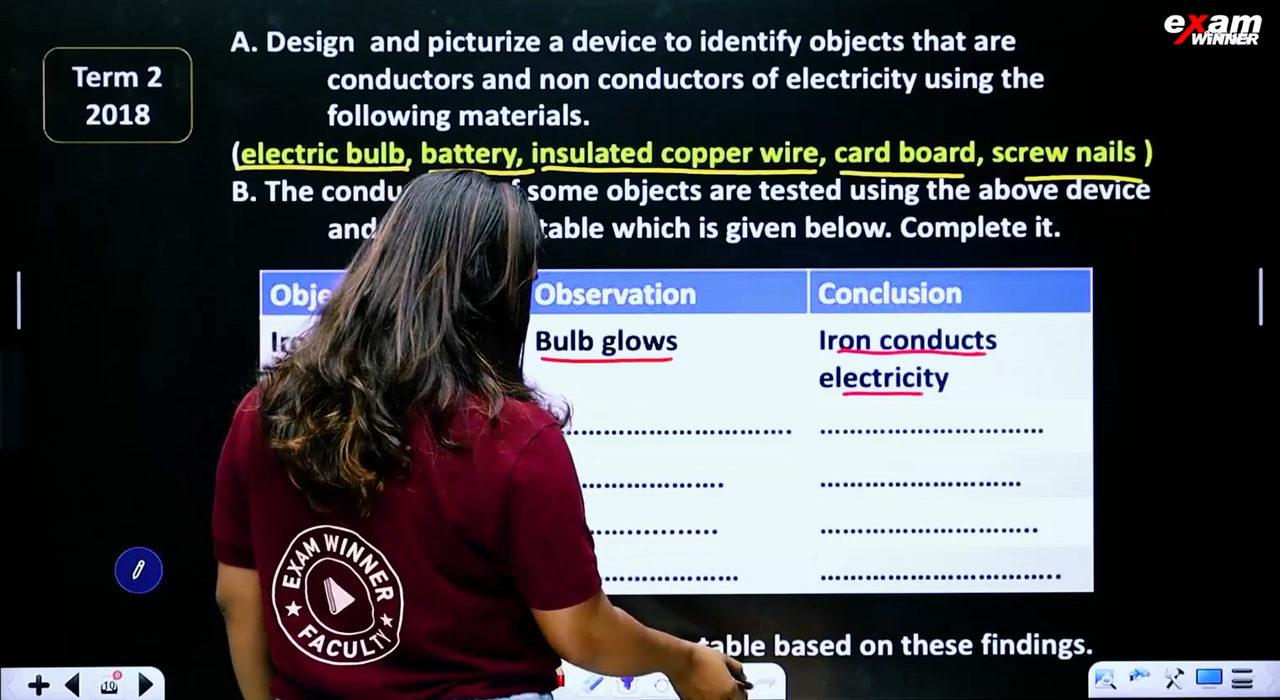 exam
WINNER
Term 2
2018
A. Design and picturize a device to identify objects that are
conductors and non conductors of electricity using the
following materials.
(electric bulb, battery, insulated copper wire, card board, screw nails )
B. The some objects are tested using the above device
and table which is given below. Complete it.
Observation
Conclusion
Bulb glows
Iron conducts
electricity
table based on these findings.
EXAM WINNER
FACULTY
10